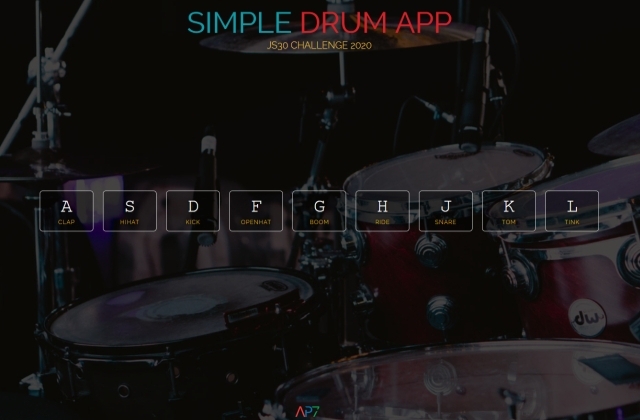 SIMPLE DRUM APP
JS30 CHALLENGE 2020
A S D F G H J K L
CLAP HIHAT KICK OPENHAT BOOM RIDE SNARE TOM TINK
dw.
AP7